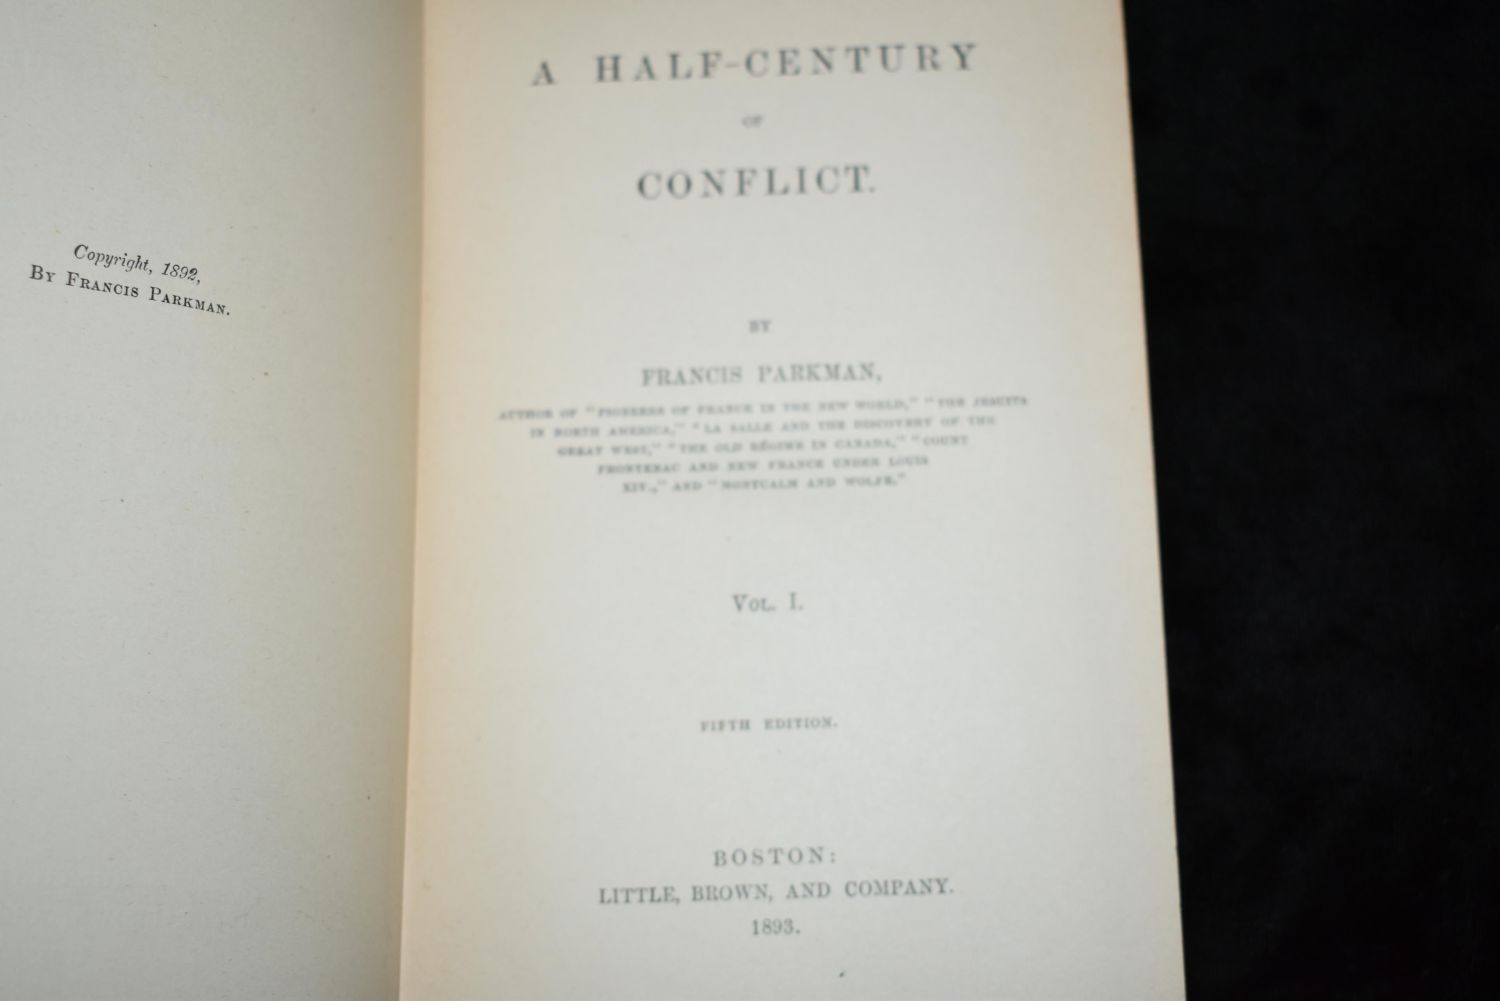 Copyright, 1892,
By Francis Parkman.
A HALF-CENTURY
OF
CONFLICT.
BY
FRANCIS PARKMAN,
AUTHOR OF "PIONEERS OF FRANCE IN THE NEW WORLD," "THE JESUITS
IN NORTH AMERICA," "LA SALLE AND THE DISCOVERY OF THE
GREAT WEST," "THE OLD RÉGIME IN CANADA," "COUNT
FRONTENAC AND NEW FRANCE UNDER LOUIS
XIV.," AND "MONTCALM AND WOLFE."
Vol. I.
FIFTH EDITION.
BOSTON:
LITTLE, BROWN, AND COMPANY.
1893.